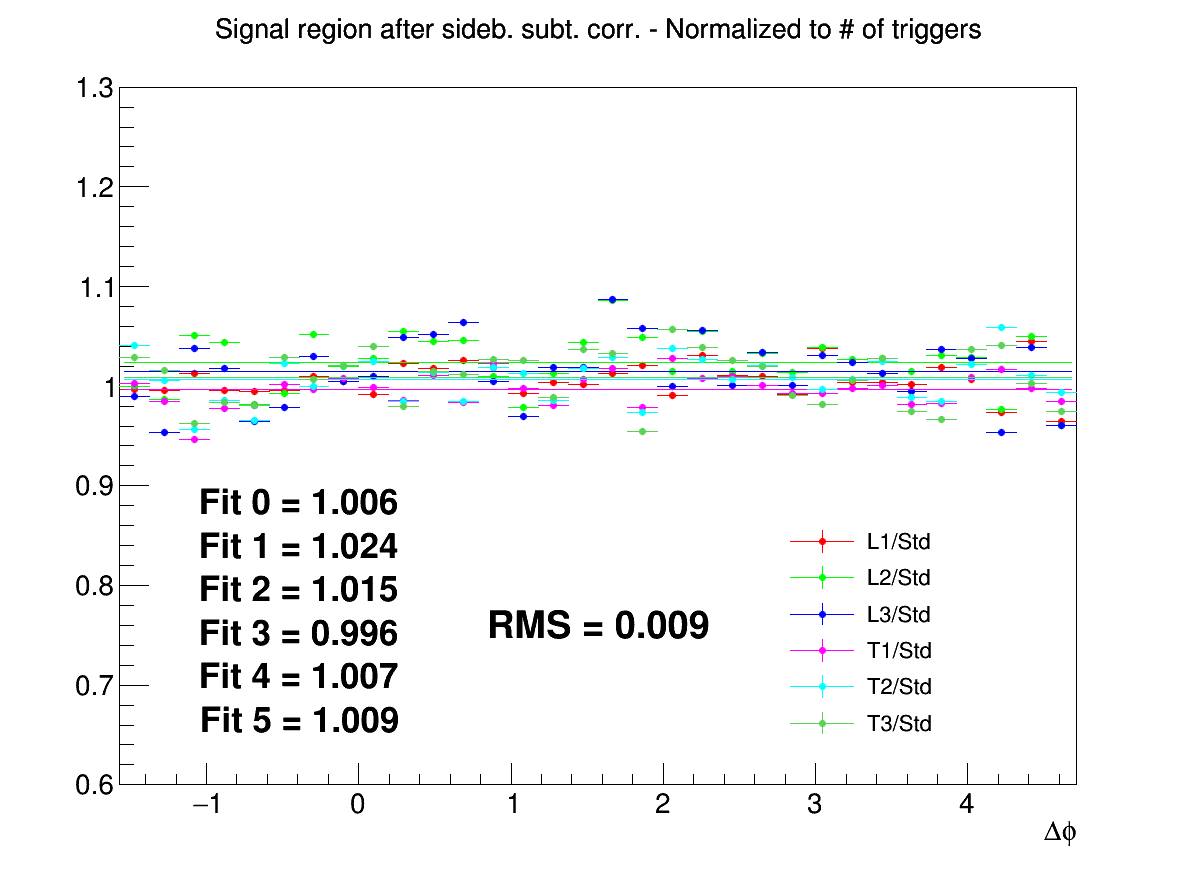 Signal region after sideb. subt. corr. - Normalized to # of triggers
1.3
1.2
1.1
1
0.9
0.8
0.7
0.6
Fit 0 = 1.006
Fit 1 = 1.024
Fit 2 = 1.015
Fit 3 = 0.996
Fit 4 = 1.007
Fit 5 = 1.009
RMS = 0.009
L1/Std
L2/Std
L3/Std
T1/Std
T2/Std
T3/Std
−1 0 1 2 3 4
Δϕ